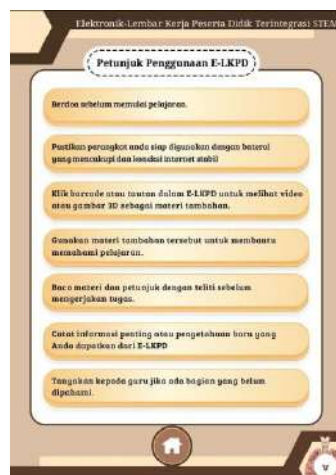 Elektronik-Lembar Kerja Peserta Didik Terintegrasi STEM
Petunjuk Penggunaan E-LKPD
Berdoa sebelum memulai pelajaran.
Pastikan perangkat anda siap digunakan dengan baterai
yang mencukupi dan koneksi internet stabil
Klik barcode atau tautan dalam E-LKPD untuk melihat video
atau gambar 3D sebagai materi tambahan.
Gunakan materi tambahan tersebut untuk membantu
memahami pelajaran.
Baca materi dan petunjuk dengan teliti sebelum
mengerjakan tugas.
Catat informasi penting atau pengetahuan baru yang
Anda dapatkan dari E-LKPD
Tanyakan kepada guru jika ada bagian yang belum
dipahami.
V